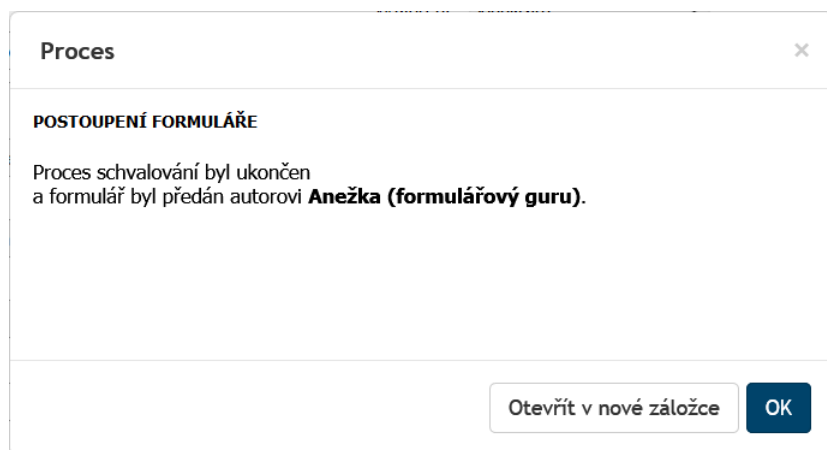 Proces
×
POSTOUPENÍ FORMULÁŘE
Proces schvalování byl ukončen
a formulář byl předán autorovi Anežka (formulářový guru).
Otevřít v nové záložce
OK